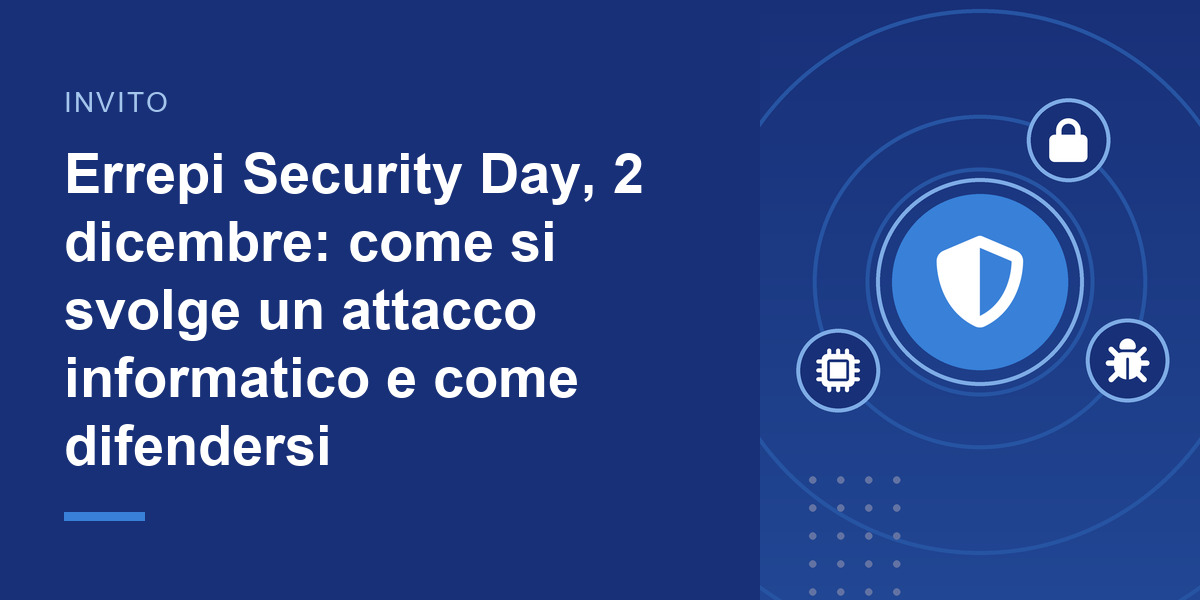 INVITO
Errepi Security Day, 2
dicembre: come si
svolge un attacco
informatico e come
difendersi